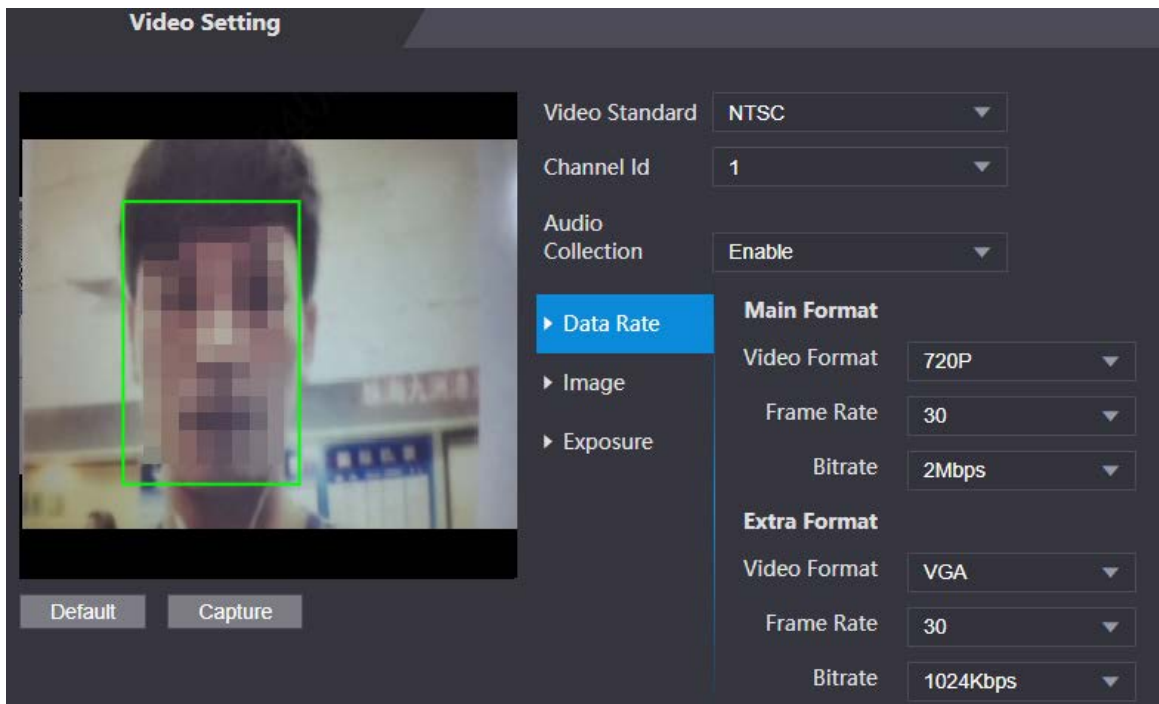 Video Setting
Video Standard NTSC
Channel Id 1
Audio
Collection Enable
Data Rate
Image
Exposure
Main Format
Video Format 720P
Frame Rate 30
Bitrate 2Mbps
Extra Format
Video Format VGA
Frame Rate 30
Bitrate 1024Kbps
Default Capture